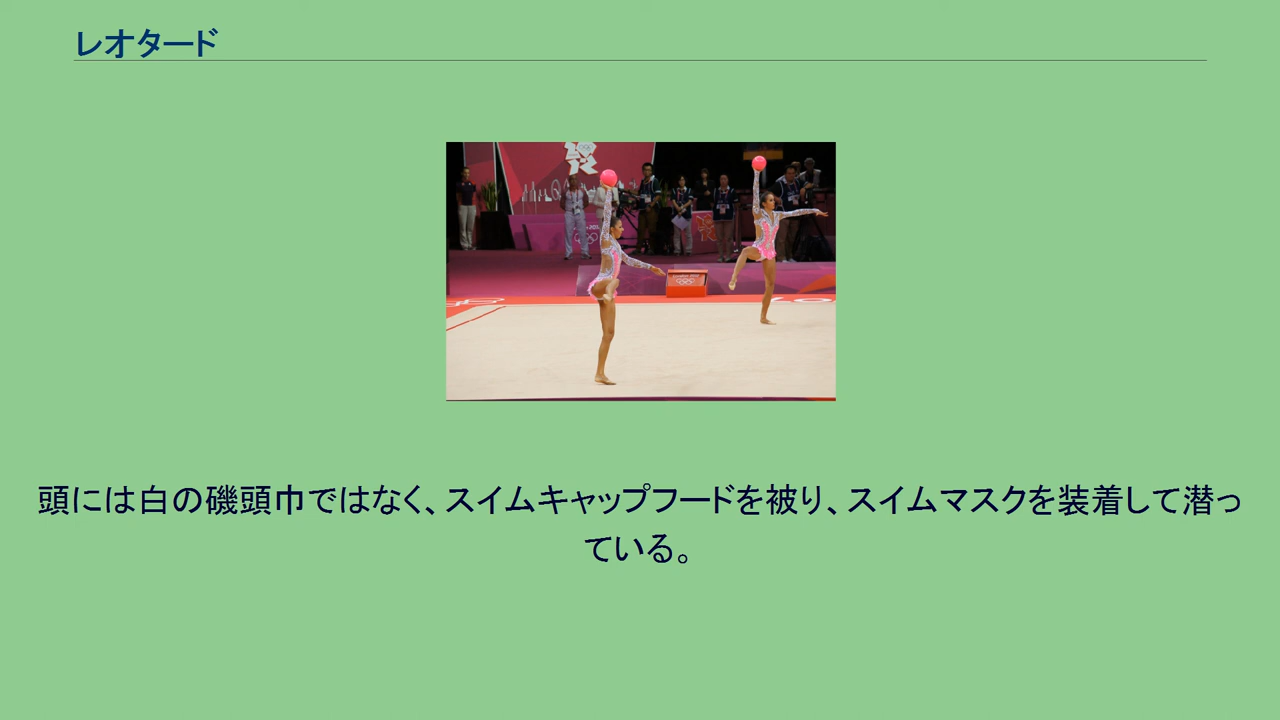 レオタード
頭には白の磯頭巾ではなく、スイムキャップフードを被り、スイムマスクを装着して潜っ
ている。